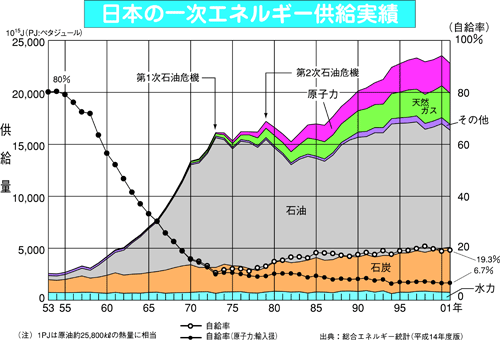 日本の一次エネルギー供給実績
10¹⁵J (PJ:ペタジュール)
(自給率)
25,000
20,000
15,000
10,000
5,000
0
供給量
100%
80
60
40
20
0
80%
第1次石油危機
第2次石油危機
原子力
天然ガス
その他
石油
石炭
水力
19.3%
6.7%
53 55 60 65 70 75 80 85 90 95 01年
自給率
自給率(原子力:輸入扱)
(注) 1PJは原油約25,800kℓの熱量に相当
出典:総合エネルギー統計(平成14年度版)